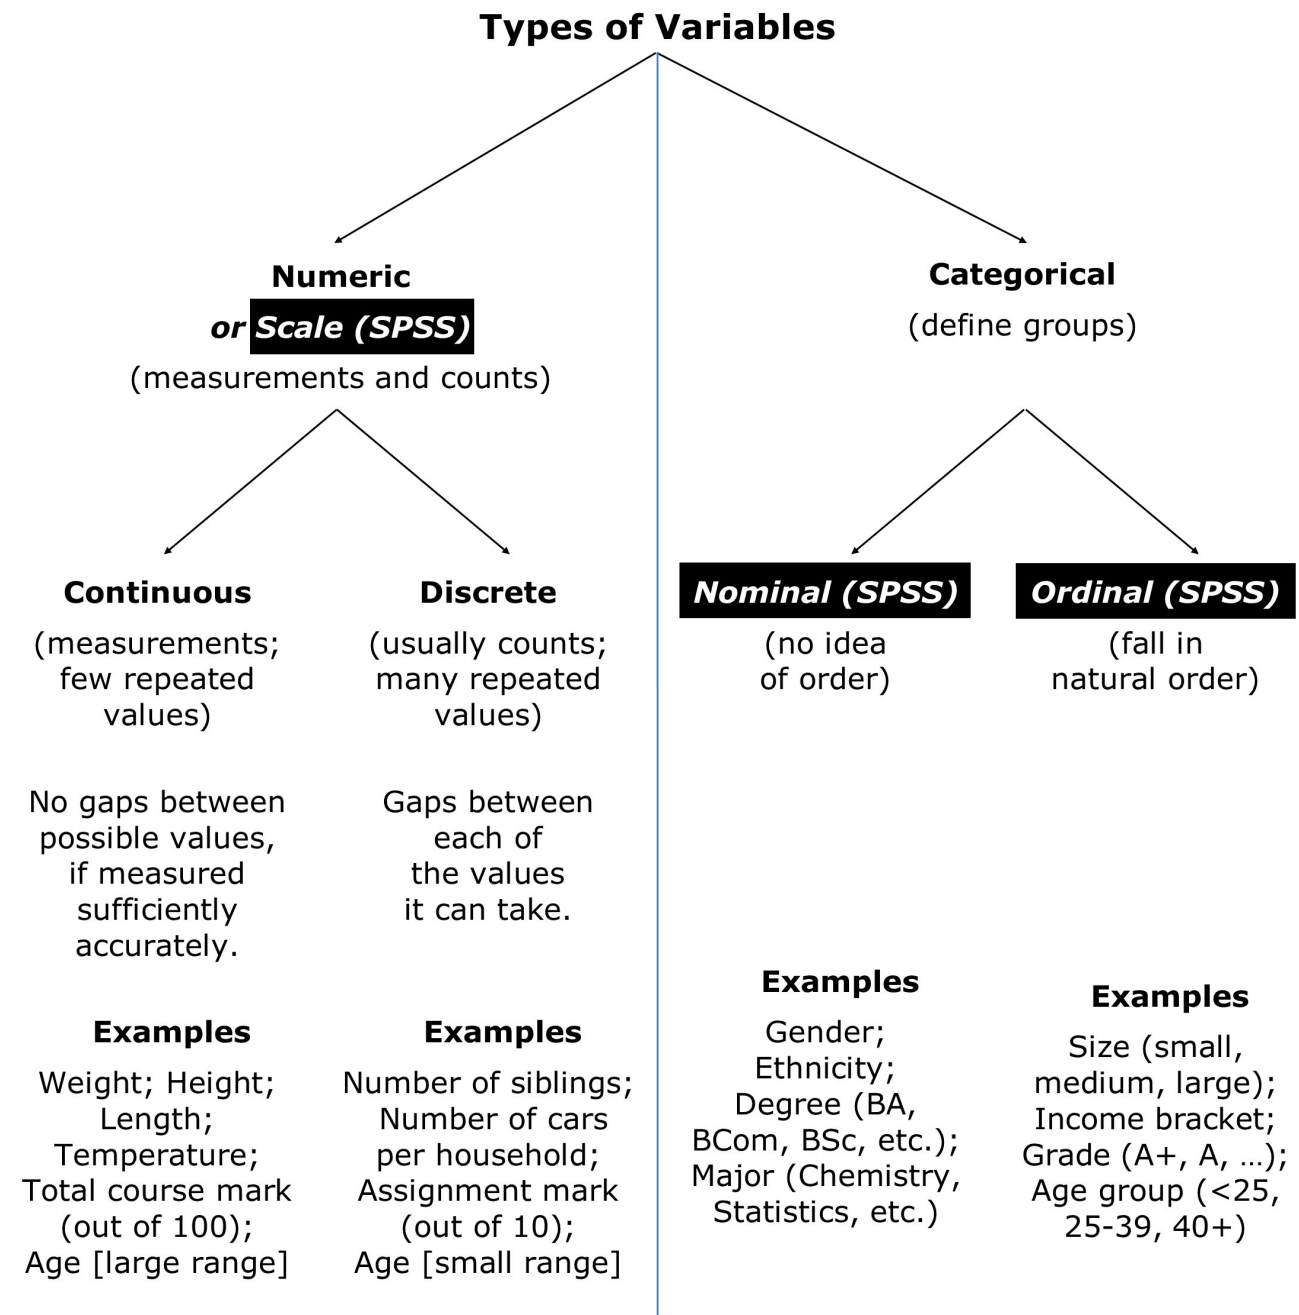 Types of Variables
Numeric
or Scale (SPSS)
(measurements and counts)
Categorical
(define groups)
Continuous
(measurements;
few repeated
values)
No gaps between
possible values,
if measured
sufficiently
accurately.
Examples
Weight; Height;
Length;
Temperature;
Total course mark
(out of 100);
Age [large range]
Discrete
(usually counts;
many repeated
values)
Gaps between
each of
the values
it can take.
Examples
Number of siblings;
Number of cars
per household;
Assignment mark
(out of 10);
Age [small range]
Nominal (SPSS)
(no idea
of order)
Examples
Gender;
Ethnicity;
Degree (BA,
BCom, BSc, etc.);
Major (Chemistry,
Statistics, etc.)
Ordinal (SPSS)
(fall in
natural order)
Examples
Size (small,
medium, large);
Income bracket;
Grade (A+, A, …);
Age group (<25,
25-39, 40+)